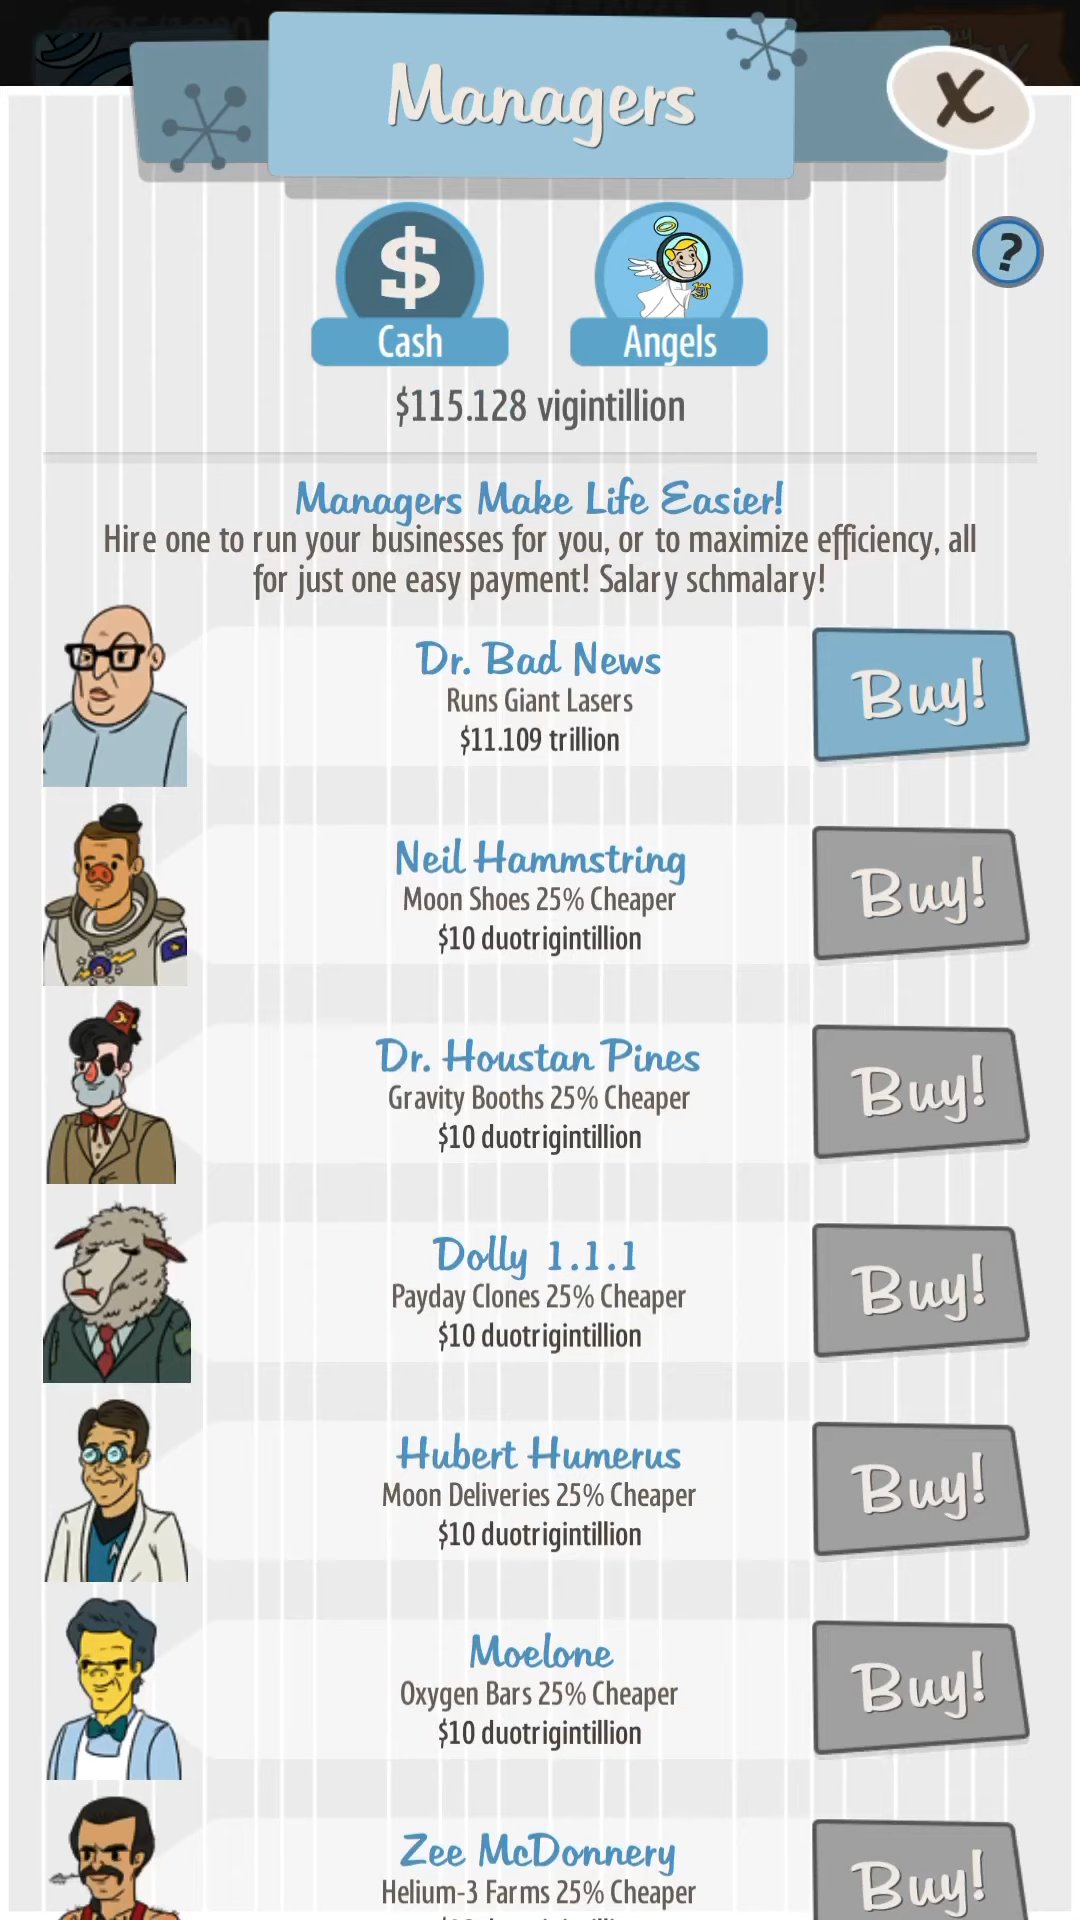 Managers
X
?
$
Cash
Angels
$115.128 vigintillion
Managers Make Life Easier!
Hire one to run your businesses for you, or to maximize efficiency, all
for just one easy payment! Salary schmalary!
Dr. Bad News
Runs Giant Lasers
$11.109 trillion
Buy!
Neil Hammstring
Moon Shoes 25% Cheaper
$10 duotrigintillion
Buy!
Dr. Houstan Pines
Gravity Booths 25% Cheaper
$10 duotrigintillion
Buy!
Dolly 1.1.1
Payday Clones 25% Cheaper
$10 duotrigintillion
Buy!
Hubert Humerus
Moon Deliveries 25% Cheaper
$10 duotrigintillion
Buy!
Moelone
Oxygen Bars 25% Cheaper
$10 duotrigintillion
Buy!
Zee McDonnery
Helium-3 Farms 25% Cheaper
Buy!